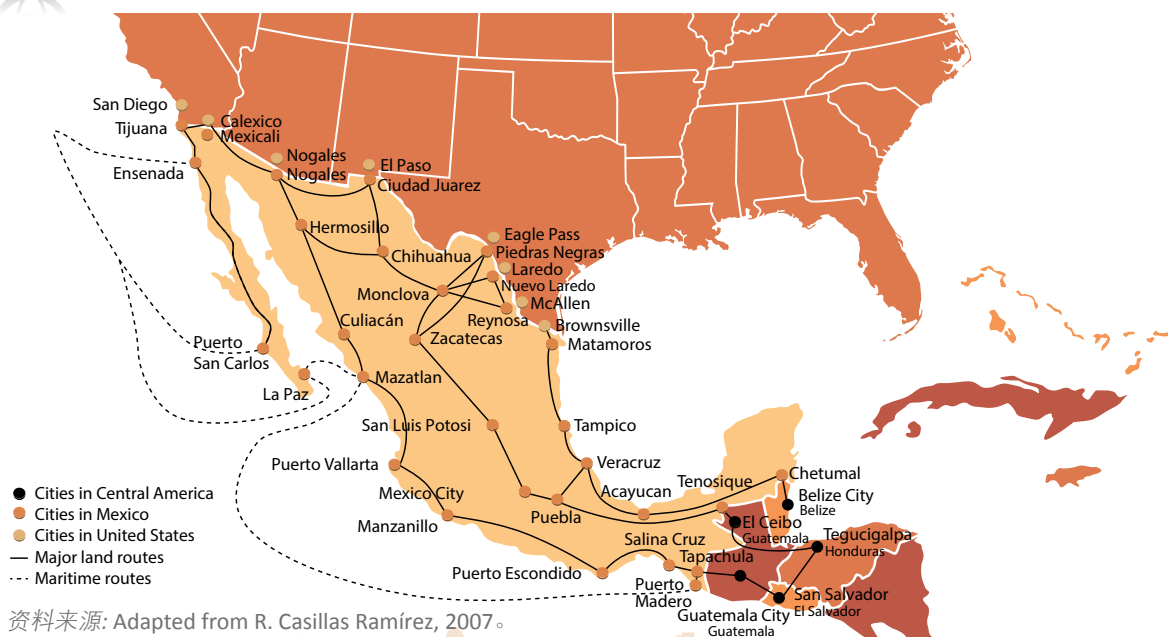 San Diego
Tijuana
Calexico
Mexicali
Ensenada
Nogales
Nogales
El Paso
Ciudad Juarez
Hermosillo
Chihuahua
Eagle Pass
Piedras Negras
Laredo
Nuevo Laredo
McAllen
Monclova
Reynosa
Brownsville
Matamoros
Culiacán
Zacatecas
Puerto
San Carlos
La Paz
Mazatlan
San Luis Potosi
Tampico
Puerto Vallarta
Veracruz
Mexico City
Acayucan
Tenosique
Chetumal
Belize City
Belize
Manzanillo
Puebla
El Ceibo
Guatemala
Salina Cruz
Tegucigalpa
Honduras
Tapachula
Puerto Escondido
Puerto
Madero
San Salvador
El Salvador
Guatemala City
Guatemala
Cities in Central America
Cities in Mexico
Cities in United States
Major land routes
Maritime routes
资料来源: Adapted from R. Casillas Ramírez, 2007。